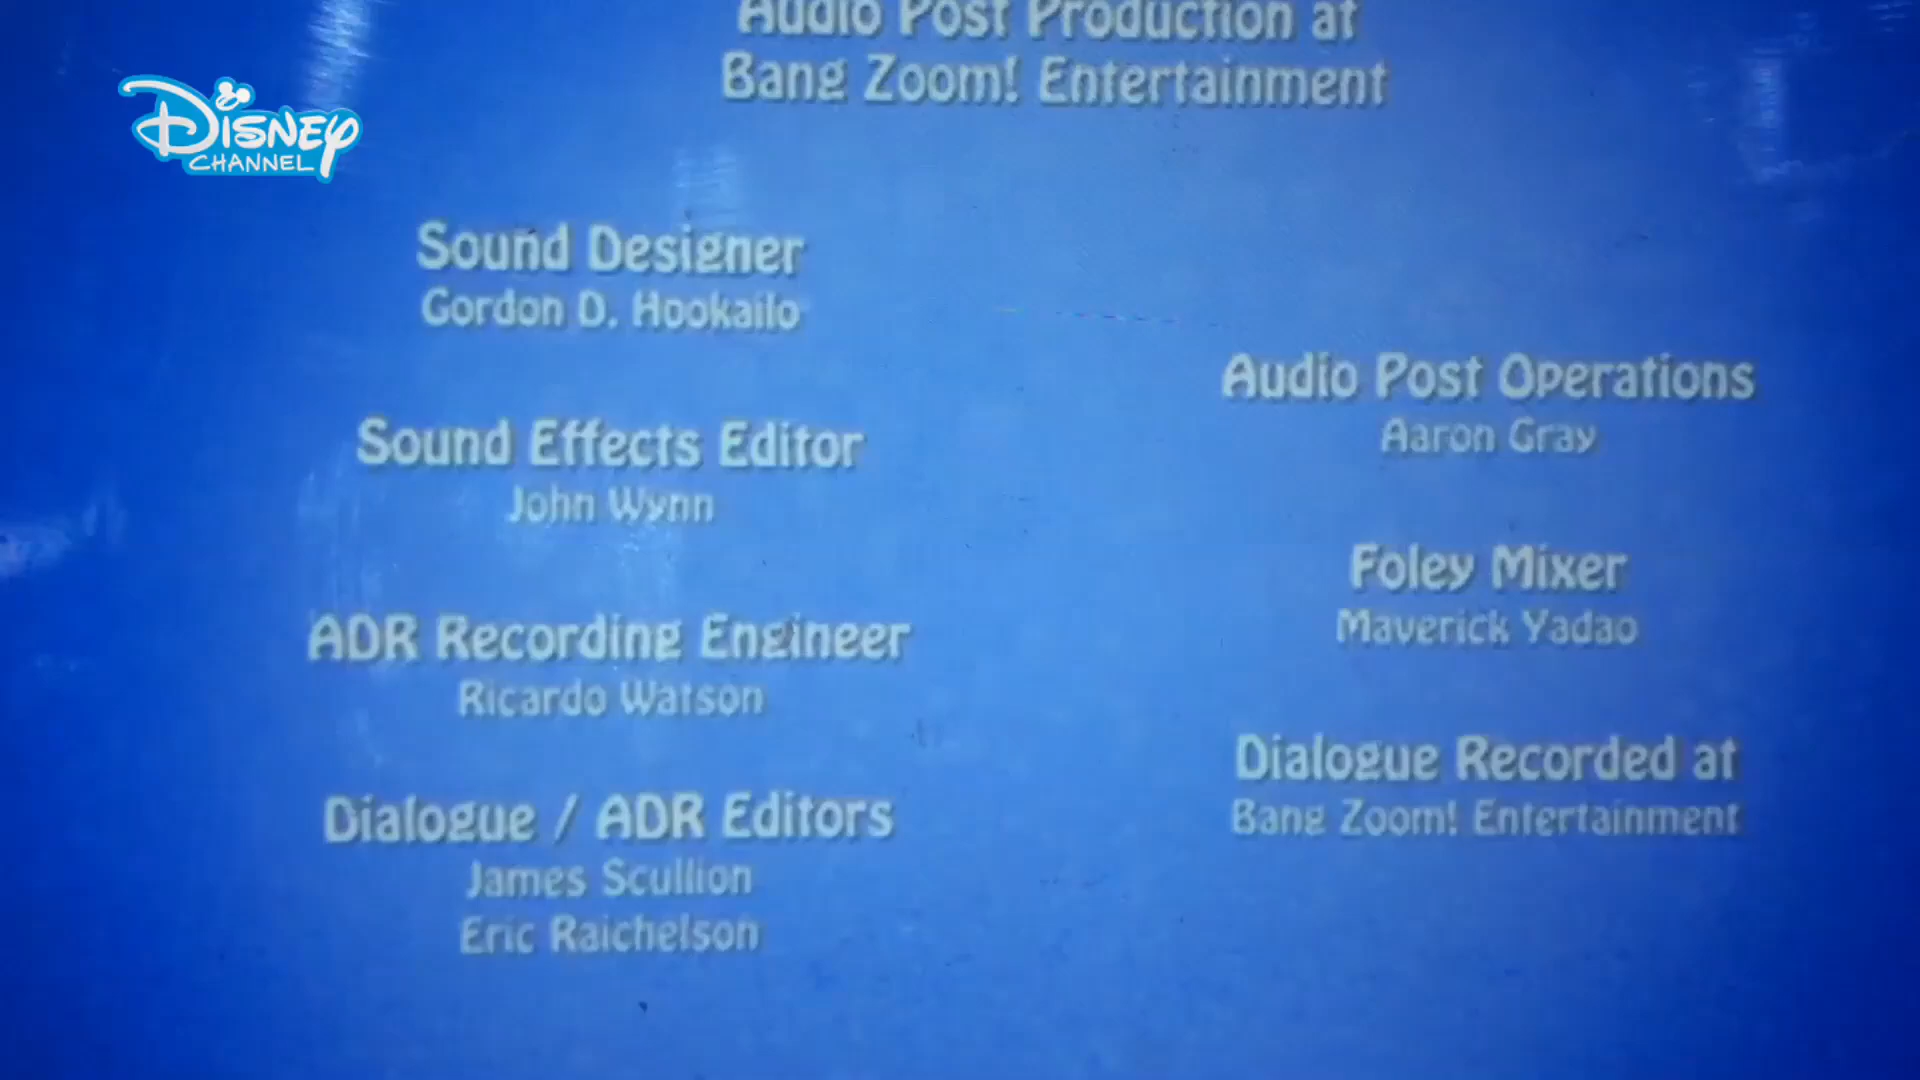 Audio Post Production at
Bang Zoom! Entertainment
Disney
CHANNEL
Sound Designer
Gordon D. Hookailo
Sound Effects Editor
John Wynn
ADR Recording Engineer
Ricardo Watson
Dialogue / ADR Editors
James Scullion
Eric Raichelson
Audio Post Operations
Aaron Gray
Foley Mixer
Maverick Yadao
Dialogue Recorded at
Bang Zoom! Entertainment